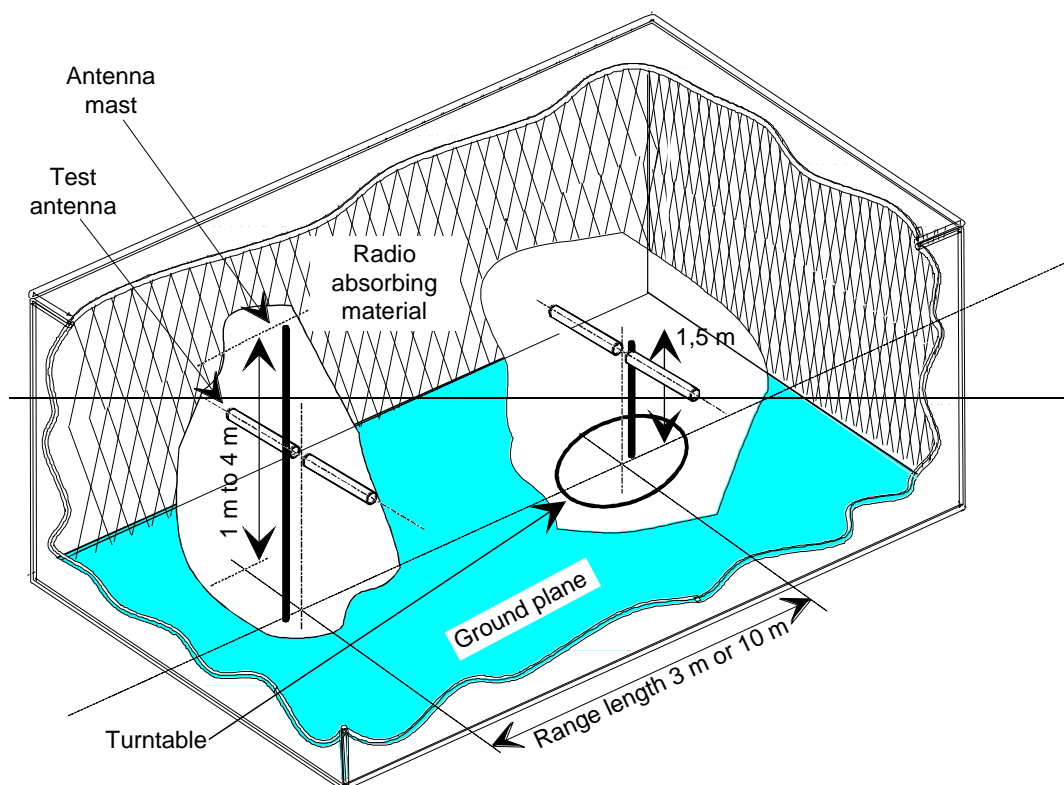 Antenna
mast
Test
antenna
Radio
absorbing
material
1,5 m
1 m to 4 m
Ground plane
Range length 3 m or 10 m
Turntable